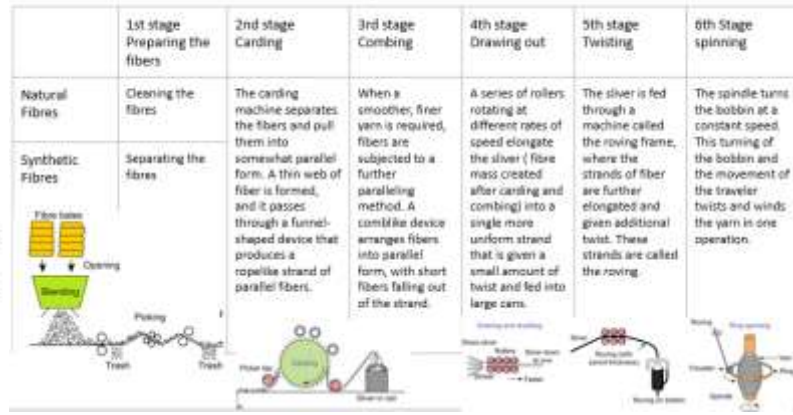 1st stage
Preparing the
fibers
2nd stage
Carding
3rd stage
Combing
4th stage
Drawing out
5th stage
Twisting
6th Stage
spinning
Natural
Fibres
Cleaning the
fibres
Synthetic
Fibres
Separating the
fibres
The carding
machine separates
the fibers and pull
them into
somewhat parallel
form. A thin web of
fiber is formed,
and it passes
through a funnel-
shaped device that
produces a
ropelike strand of
parallel fibers.
When a
smoother, finer
yarn is required,
fibers are
subjected to a
further
paralleling
method. A
comblike device
arranges fibers
into parallel
form, with short
fibers falling out
of the strand.
A series of rollers
rotating at
different rates of
speed elongate
the sliver ( fibre
mass created
after carding and
combing) into a
single more
uniform strand
that is given a
small amount of
twist and fed into
large cans.
The sliver is fed
through a
machine called
the roving frame,
where the
strands of fiber
are further
elongated and
given additional
twist. These
strands are called
the roving.
The spindle turns
the bobbin at a
constant speed.
This turning of
the bobbin and
the movement of
the traveler
twists and winds
the yarn in one
operation.
Fibre bales
Opening
Blending
Picking
Trash
Trash
Carding
Rollers
Faster
Roving
Ring spinning
Traveller
Ring
Spindle